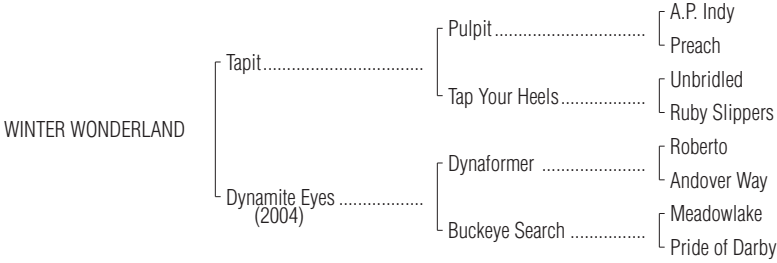 A.P. Indy
Pulpit................................
Preach
Tapit..................................
Unbridled
Tap Your Heels..................
Ruby Slippers
WINTER WONDERLAND
Roberto
Dynaformer ......................
Andover Way
Dynamite Eyes ..................
(2004)
Meadowlake
Buckeye Search ................
Pride of Darby